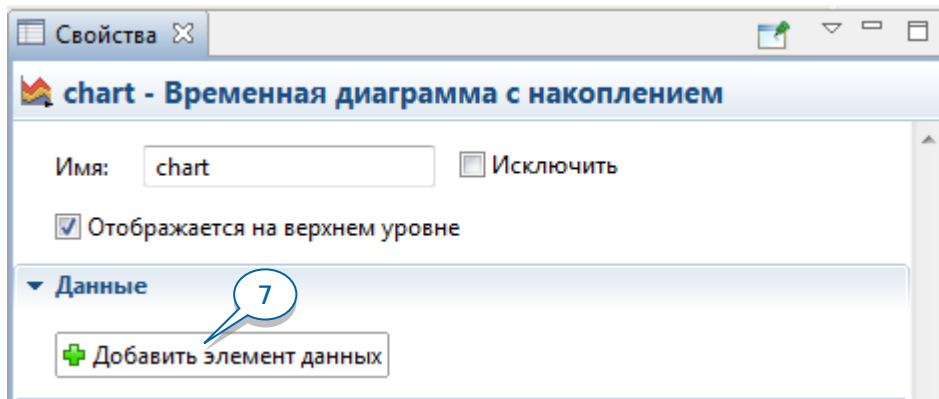 Свойства
chart - Временная диаграмма с накоплением
Имя: chart Исключить
Отображается на верхнем уровне
Данные
7
Добавить элемент данных